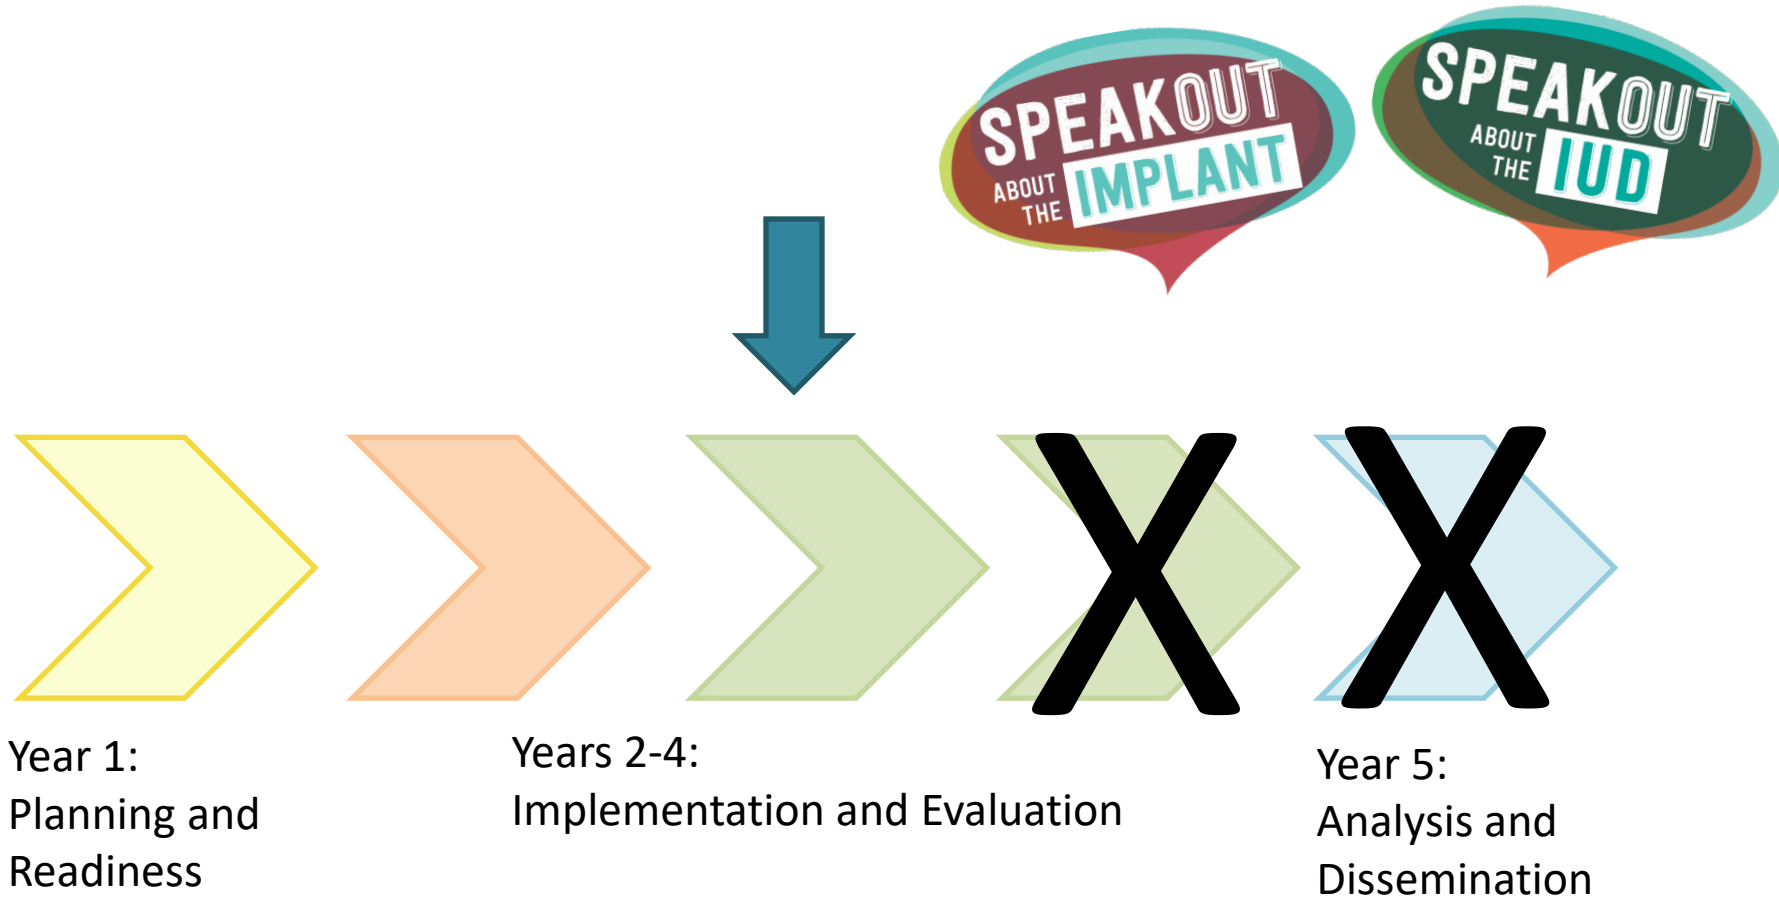 SPEAKOUT
ABOUT THE IMPLANT
SPEAKOUT
ABOUT THE IUD
Year 1:
Planning and
Readiness
Years 2-4:
Implementation and Evaluation
Year 5:
Analysis and
Dissemination